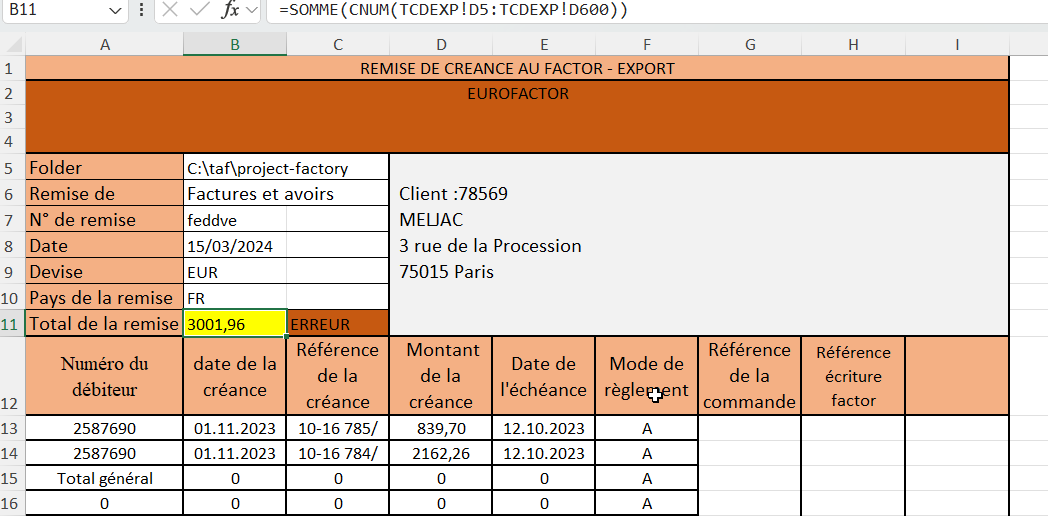 B11 fx =SOMME(CNUM(TCDEXP!D5:TCDEXP!D600))
A B C D E F G H I
1 REMISE DE CREANCE AU FACTOR - EXPORT
2 EUROFACTOR
3
4
5 Folder C:\taf\project-factory
6 Remise de Factures et avoirs Client :78569
7 N° de remise feddve MELJAC
8 Date 15/03/2024 3 rue de la Procession
9 Devise EUR 75015 Paris
10 Pays de la remise FR
11 Total de la remise 3001,96 ERREUR
12 Numéro du débiteur date de la créance Référence de la créance Montant de la créance Date de l'échéance Mode de règlement Référence de la commande Référence écriture factor
13 2587690 01.11.2023 10-16 785/ 839,70 12.10.2023 A
14 2587690 01.11.2023 10-16 784/ 2162,26 12.10.2023 A
15 Total général 0 0 0 0 A
16 0 0 0 0 0 A